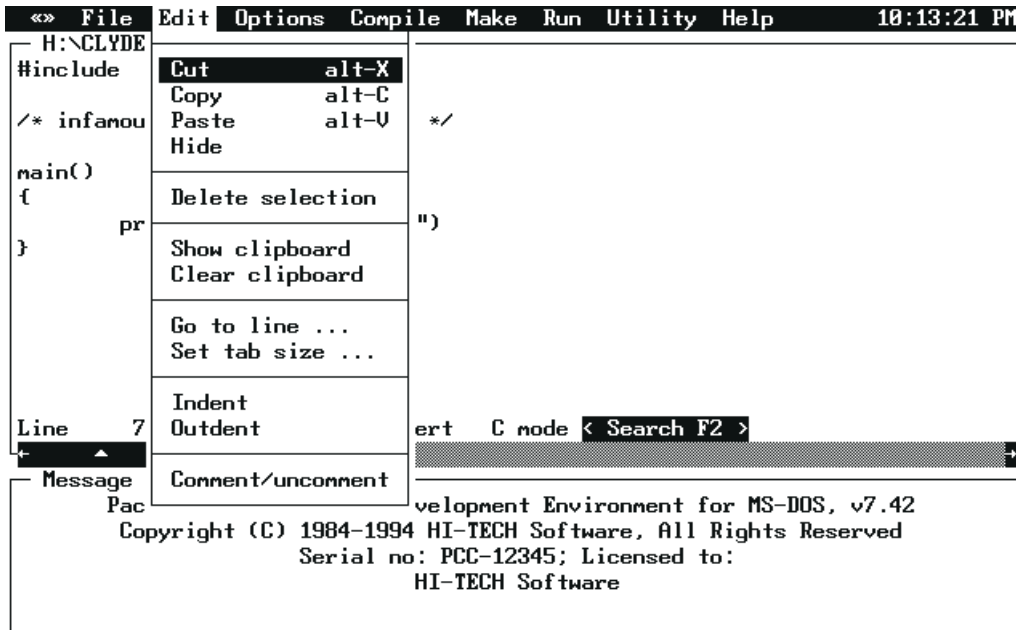 «» File Edit Options Compile Make Run Utility Help 10:13:21 PM
H:\CLYDE
#include Cut alt-X
Copy alt-C
/* infamou Paste alt-V */
Hide
main()
{ Delete selection
pr ")
} Show clipboard
Clear clipboard
Go to line ...
Set tab size ...
Indent
Line 7 Outdent ert C mode < Search F2 >
Message Comment/uncomment
Pac velopment Environment for MS-DOS, v7.42
Copyright (C) 1984-1994 HI-TECH Software, All Rights Reserved
Serial no: PCC-12345; Licensed to:
HI-TECH Software